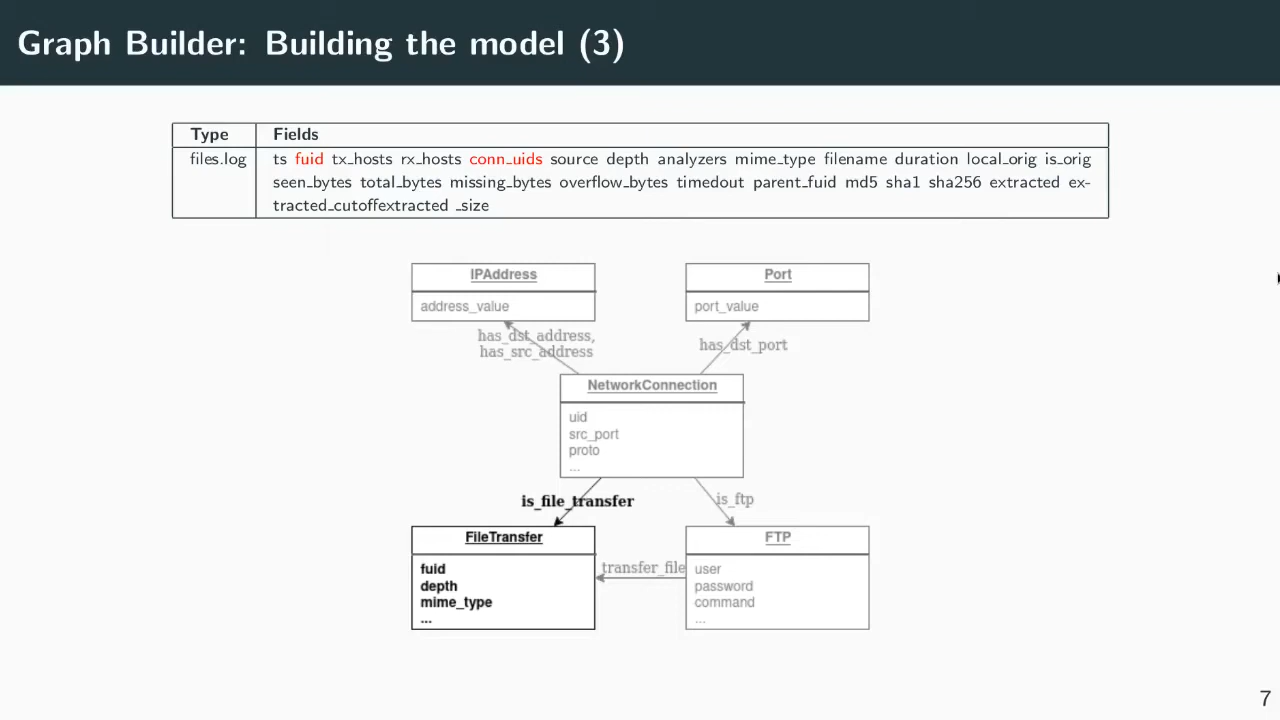 Graph Builder: Building the model (3)
Type Fields
files.log ts fuid tx_hosts rx_hosts conn_uids source depth analyzers mime_type filename duration local_orig is_orig
seen_bytes total_bytes missing_bytes overflow_bytes timedout parent_fuid md5 sha1 sha256 extracted ex-
tracted_cutoffextracted _size
IPAddress
address_value
Port
port_value
has_dst_address,
has_src_address
has_dst_port
NetworkConnection
uid
src_port
proto
...
is_file_transfer
is_ftp
FileTransfer
fuid
depth
mime_type
...
transfer_file
FTP
user
password
command
...
7